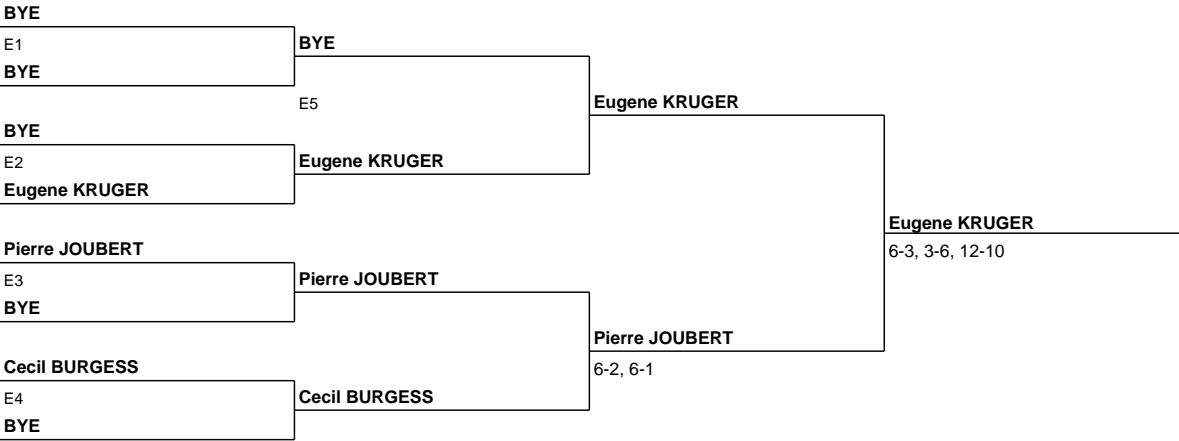 BYE
E1
BYE
BYE
E5
Eugene KRUGER
BYE
E2
Eugene KRUGER
Eugene KRUGER
Eugene KRUGER
6-3, 3-6, 12-10
Pierre JOUBERT
E3
Pierre JOUBERT
BYE
Pierre JOUBERT
6-2, 6-1
Cecil BURGESS
E4
Cecil BURGESS
BYE